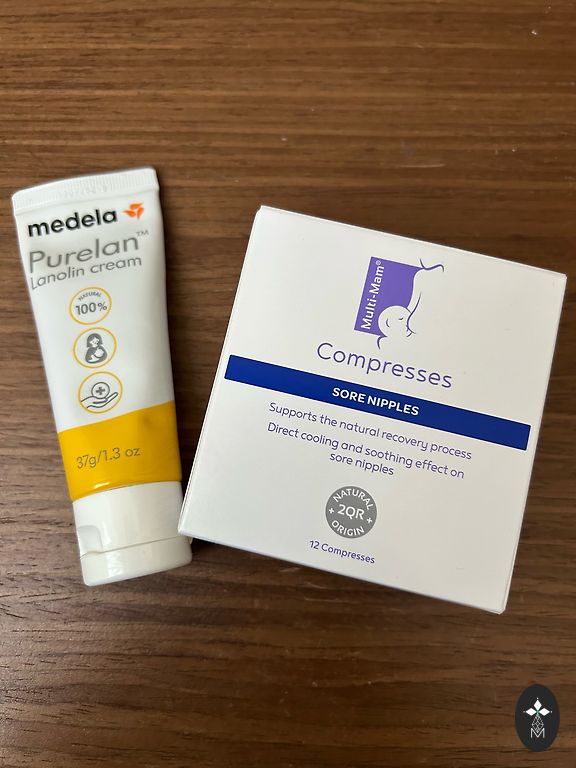 medela
Purelan™
Lanolin cream
NATURAL
100%
37g/1.3 oz
Multi-Mam®
Compresses
SORE NIPPLES
Supports the natural recovery process
Direct cooling and soothing effect on
sore nipples
NATURAL
2QR
ORIGIN
12 Compresses
M